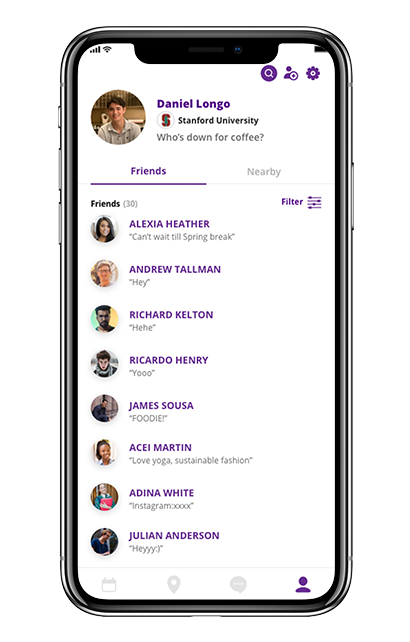 Daniel Longo
Stanford University
Who's down for coffee?
Friends
Nearby
Friends (30)
Filter
ALEXIA HEATHER
“Can’t wait till Spring break”
ANDREW TALLMAN
“Hey”
RICHARD KELTON
“Hehe”
RICARDO HENRY
“Yooo”
JAMES SOUSA
“FOODIE!”
ACEI MARTIN
“Love yoga, sustainable fashion”
ADINA WHITE
“Instagram:xxxx”
JULIAN ANDERSON
“Heyyy:)”